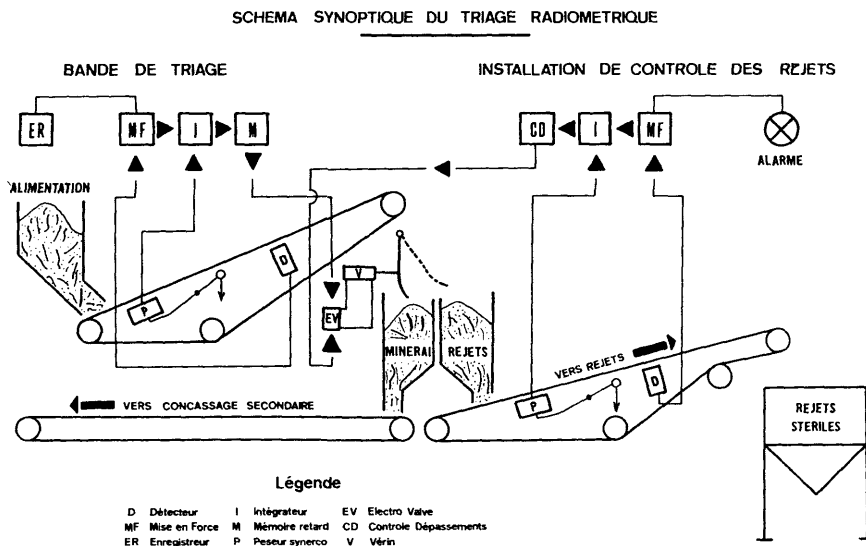 SCHEMA SYNOPTIQUE DU TRIAGE RADIOMETRIQUE
BANDE DE TRIAGE
INSTALLATION DE CONTROLE DES REJETS
ER
MF
I
M
CD
I
MF
ALARME
ALIMENTATION
D
V
P
EV
MINERAI
REJETS
VERS REJETS
D
P
VERS CONCASSAGE SECONDAIRE
REJETS
STERILES
Légende
D Détecteur I Intégrateur EV Electro Valve
MF Mise en Force M Mémoire retard CD Controle Dépassements
ER Enregistreur P Peseur synerco V Vérin